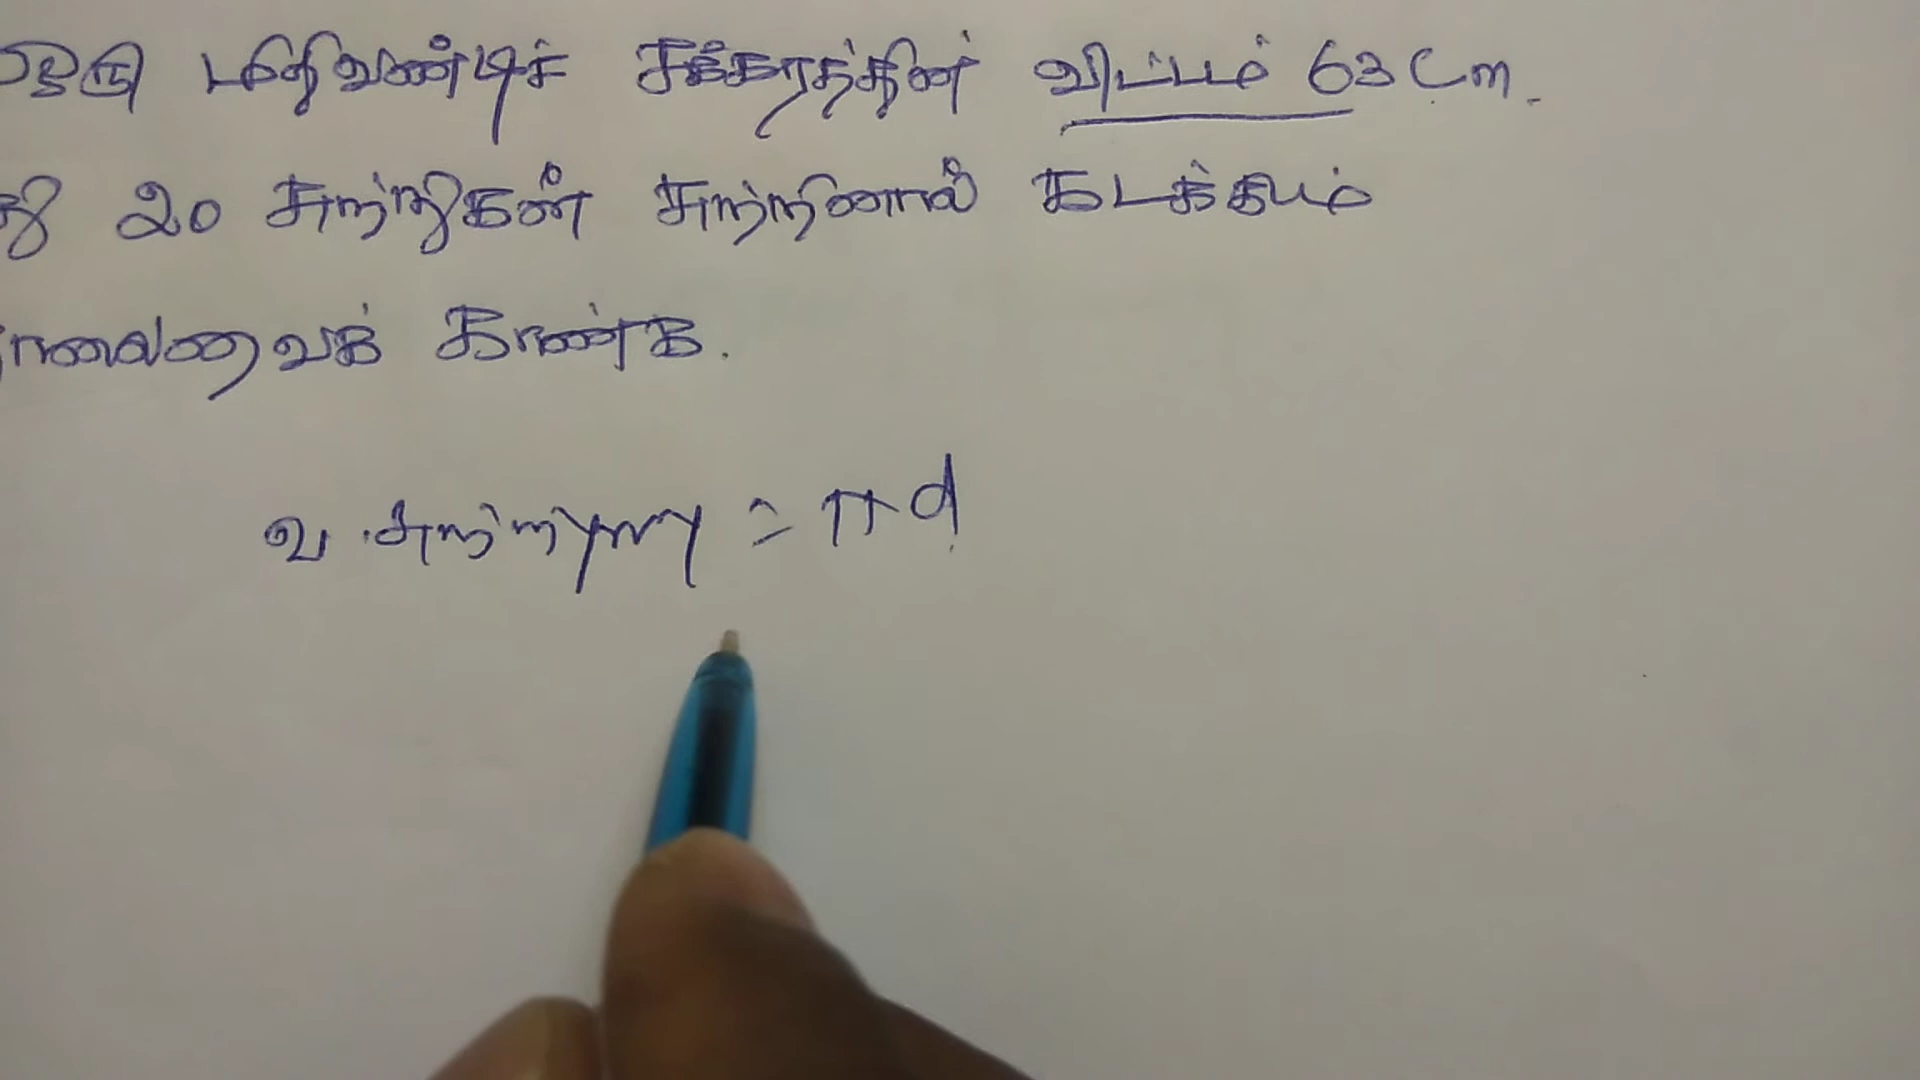 ஒரு மிதிவண்டிச் சக்கரத்தின் விட்டம் 63 Cm.
20 சுற்றுகள் சுற்றினால் கடக்கும்
காண்க.
வ. சுற்றளவு = πd